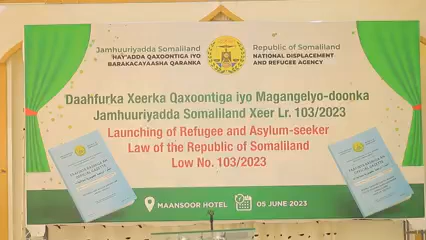 Jamhuuriyadda Somaliland
HAY'ADDA QAXOONTIGA IYO
BARAKACAYAASHA QARANKA
Republic of Somaliland
NATIONAL DISPLACEMENT
AND REFUGEE AGENCY
Daahfurka Xeerka Qaxoontiga iyo Magangelyo-doonka
Jamhuuriyadda Somaliland Xeer Lr. 103/2023
Launching of Refugee and Asylum-seeker
Law of the Republic of Somaliland
Low No. 103/2023
MAANSOOR HOTEL
05 JUNE 2023